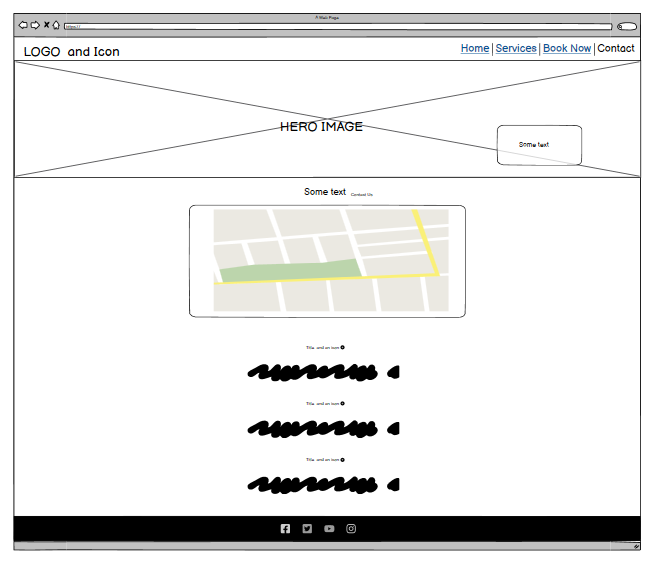 A Web Page
https://
LOGO and Icon
Home | Services | Book Now | Contact
HERO IMAGE
Some text
Some text Contact Us
Title and an icon
Title and an icon
Title and an icon